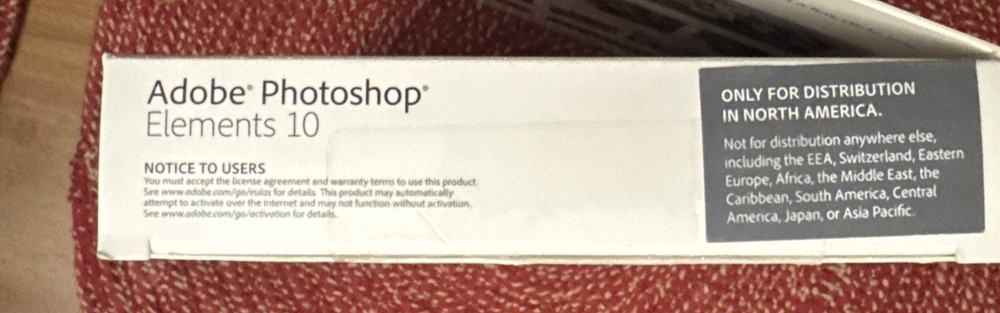 Adobe® Photoshop®
Elements 10
NOTICE TO USERS
You must accept the license agreement and warranty terms to use this product.
See www.adobe.com/go/eulas for details. This product may automatically
attempt to activate over the Internet and may not function without activation.
See www.adobe.com/go/activation for details.
ONLY FOR DISTRIBUTION
IN NORTH AMERICA.
Not for distribution anywhere else,
including the EEA, Switzerland, Eastern
Europe, Africa, the Middle East, the
Caribbean, South America, Central
America, Japan, or Asia Pacific.